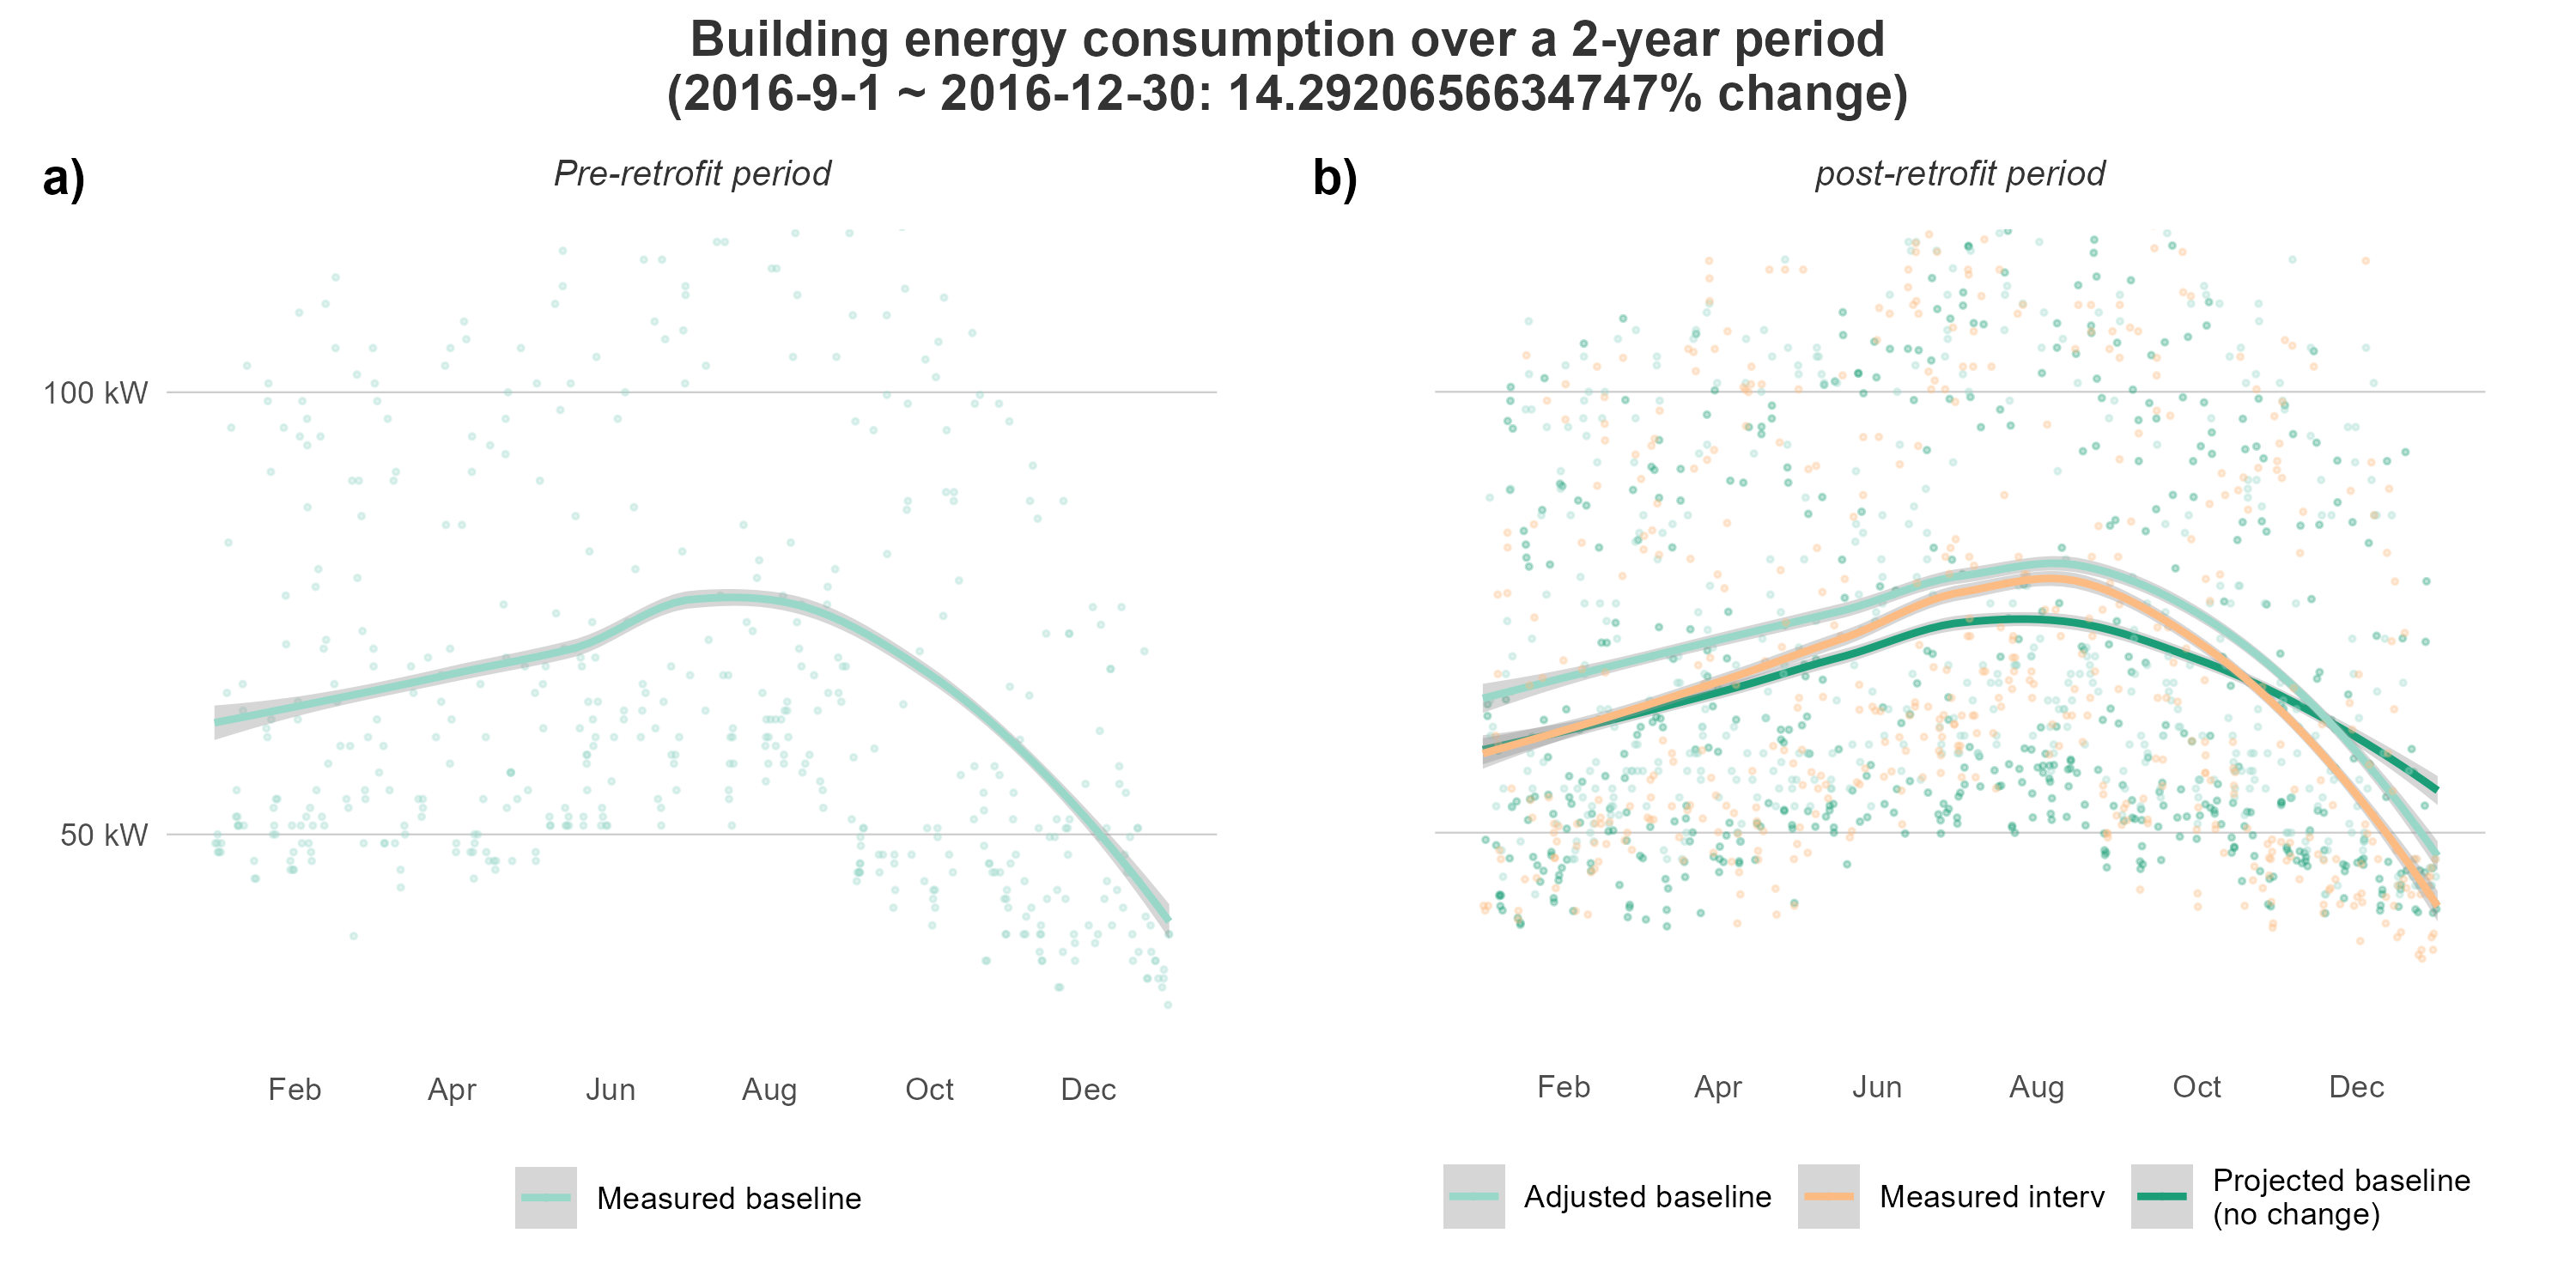 Building energy consumption over a 2-year period
(2016-9-1 ~ 2016-12-30: 14.2920656634747% change)
a)
Pre-retrofit period
100 kW
50 kW
Feb Apr Jun Aug Oct Dec
Measured baseline
b)
post-retrofit period
Feb Apr Jun Aug Oct Dec
Adjusted baseline
Measured interv
Projected baseline
(no change)